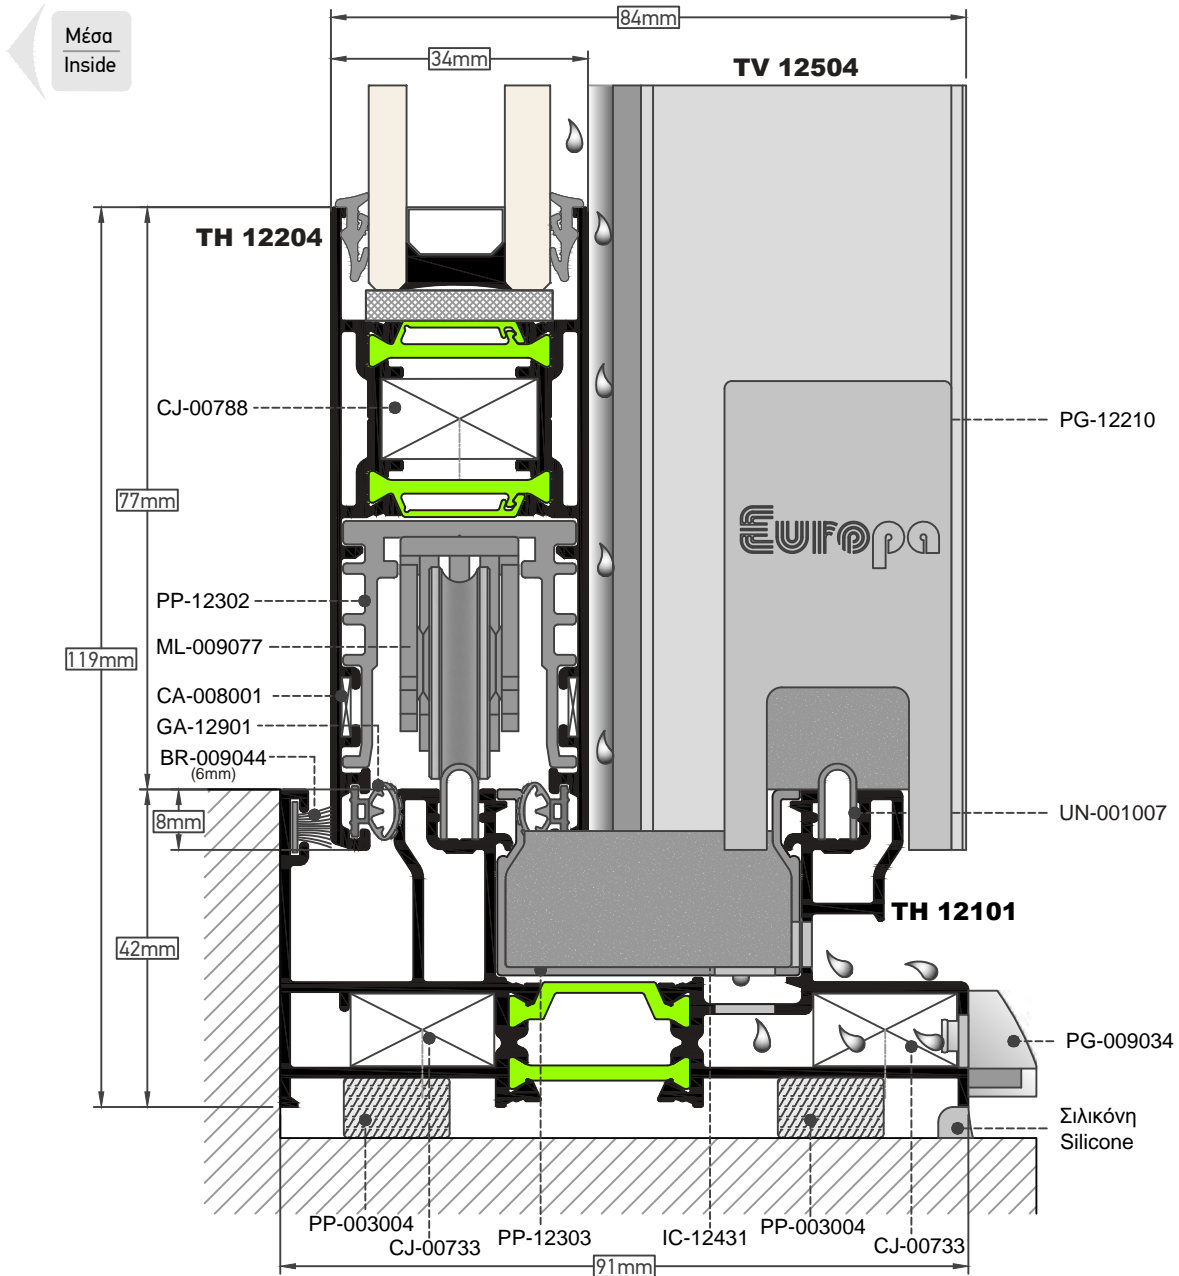 Μέσα
Inside
84mm
34mm
TV 12504
TH 12204
CJ-00788
PG-12210
77mm
Europa
PP-12302
ML-009077
119mm
CA-008001
GA-12901
BR-009044
(6mm)
8mm
UN-001007
TH 12101
42mm
PG-009034
Σιλικόνη
Silicone
PP-003004
CJ-00733
PP-12303
IC-12431
PP-003004
CJ-00733
91mm